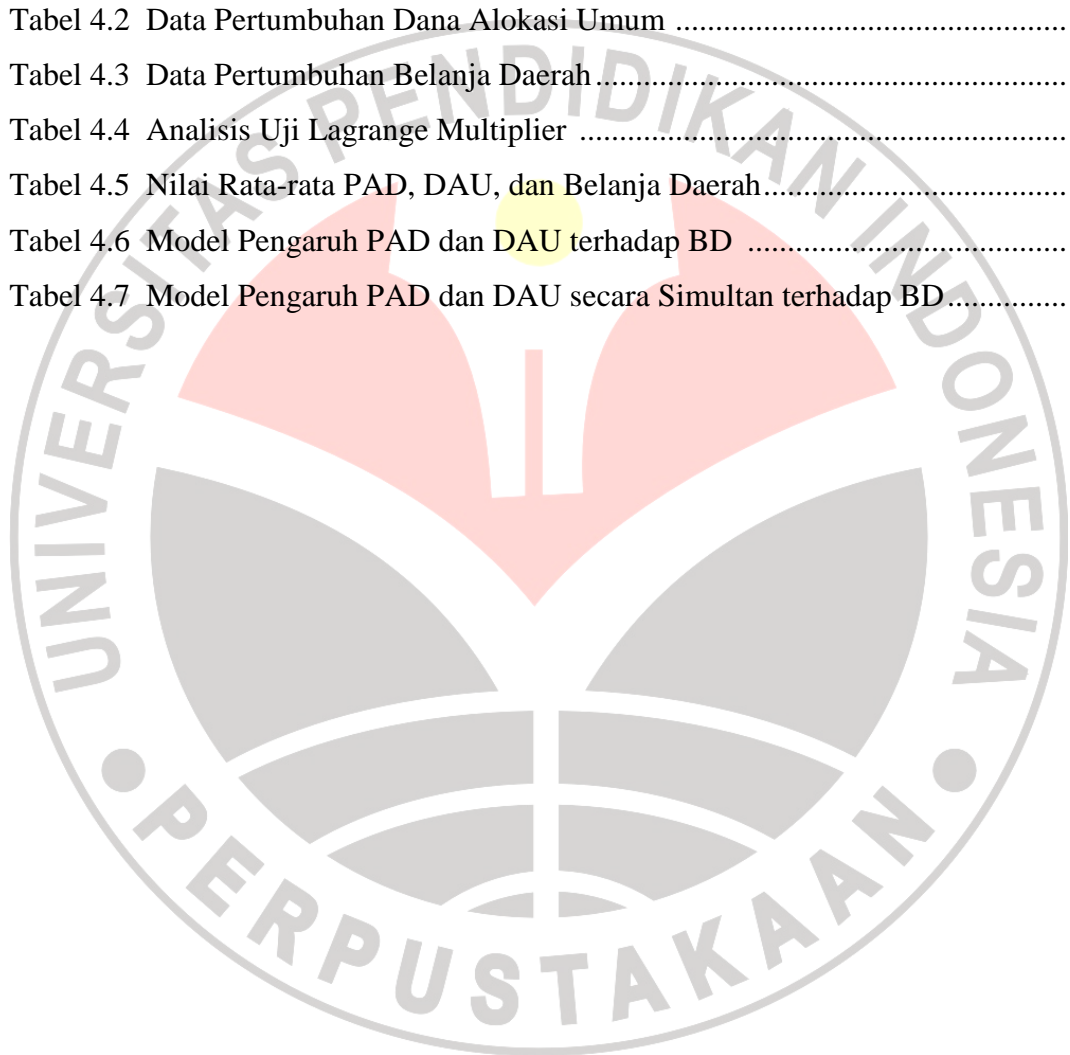 Tabel 4.2 Data Pertumbuhan Dana Alokasi Umum ................................................
Tabel 4.3 Data Pertumbuhan Belanja Daerah ..........................................................
Tabel 4.4 Analisis Uji Lagrange Multiplier ............................................................
Tabel 4.5 Nilai Rata-rata PAD, DAU, dan Belanja Daerah ......................................
Tabel 4.6 Model Pengaruh PAD dan DAU terhadap BD ........................................
Tabel 4.7 Model Pengaruh PAD dan DAU secara Simultan terhadap BD ...............
UNIVERSITAS PENDIDIKAN INDONESIA
PERPUSTAKAAN